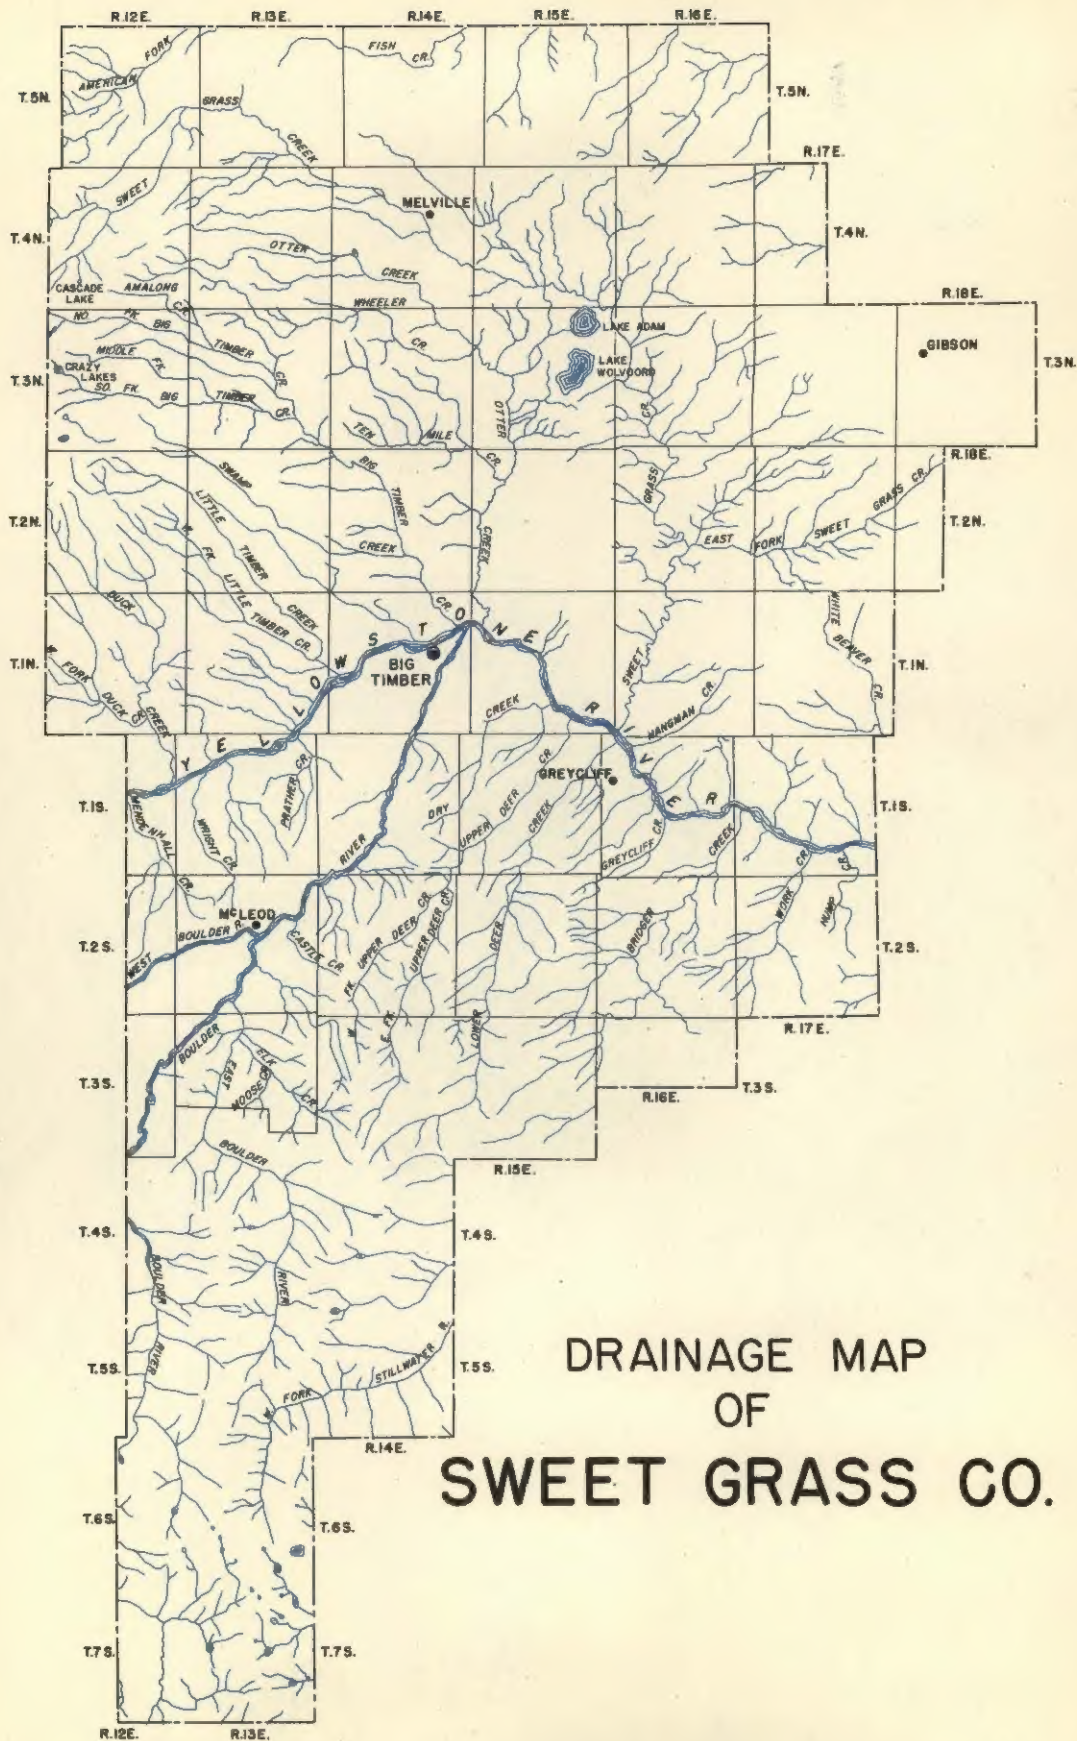 R.12E. R.13E. R.14E. R.15E. R.16E.
AMERICAN FORK
FISH CR.
T.5N. T.5N.
SWEET GRASS CREEK
R.17E.
MELVILLE
T.4N. T.4N.
OTTER CREEK
CASCADE LAKE
AMALONG CR.
WHEELER CR.
R.18E.
NO. FK. BIG TIMBER CR.
LAKE ADAM
GIBSON
MIDDLE FK.
CRAZY LAKES
LAKE WOLVOORD
T.3N. T.3N.
SO. FK. BIG TIMBER CR.
TEN MILE CR.
OTTER CREEK
SWEET GRASS CR.
R.18E.
SWAMP CREEK
BIG TIMBER CR.
LITTLE TIMBER CREEK
T.2N. T.2N.
EAST FORK SWEET GRASS CR.
W. FK. LITTLE TIMBER CR.
DUCK CREEK
WHITE BEAVER CR.
T.1N. T.1N.
BIG TIMBER
W. FORK DUCK CR.
YELLOWSTONE RIVER
HANGMAN CR.
DRY CREEK
GREYCLIFF
T.1S. T.1S.
MENDENHALL CR.
WRIGHT CR.
PRATHER CR.
UPPER DEER CR.
GREYCLIFF CR.
BRIDGER CREEK
WORK CR.
HUMP CR.
LOWER DEER CREEK
McLEOD
WEST BOULDER R.
CASTLE CR.
T.2S. T.2S.
W. FK. UPPER DEER CR.
E. FK. UPPER DEER CR.
R.17E.
BOULDER RIVER
ELK CR.
MOOSE CR.
T.3S. T.3S.
R.16E.
EAST BOULDER RIVER
R.15E.
T.4S. T.4S.
BOULDER RIVER
T.5S. T.5S.
W. FORK STILLWATER R.
R.14E.
DRAINAGE MAP
OF
SWEET GRASS CO.
T.6S. T.6S.
T.7S. T.7S.
R.12E. R.13E.